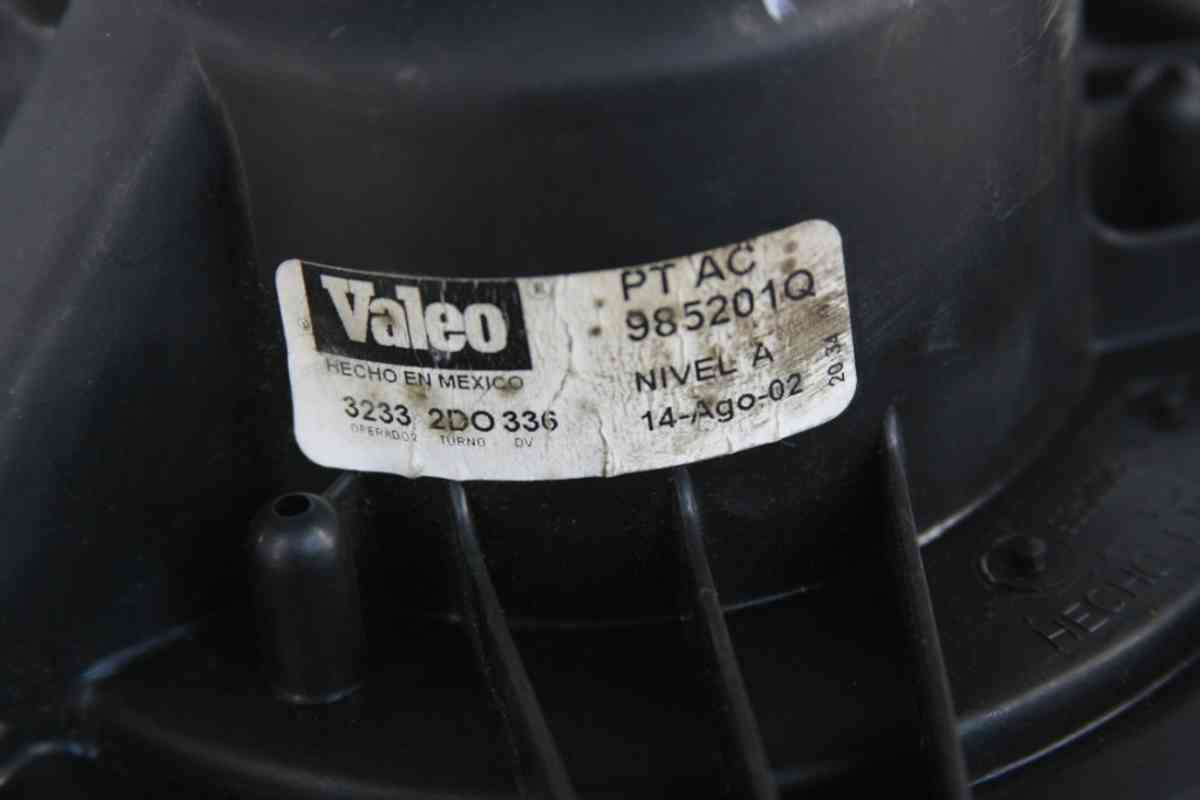 Valeo
HECHO EN MEXICO
3233 2DO 336
OPERADOR TURNO DV
PT AC
985201Q
NIVEL A
14-Ago-02
20:34
HECHO